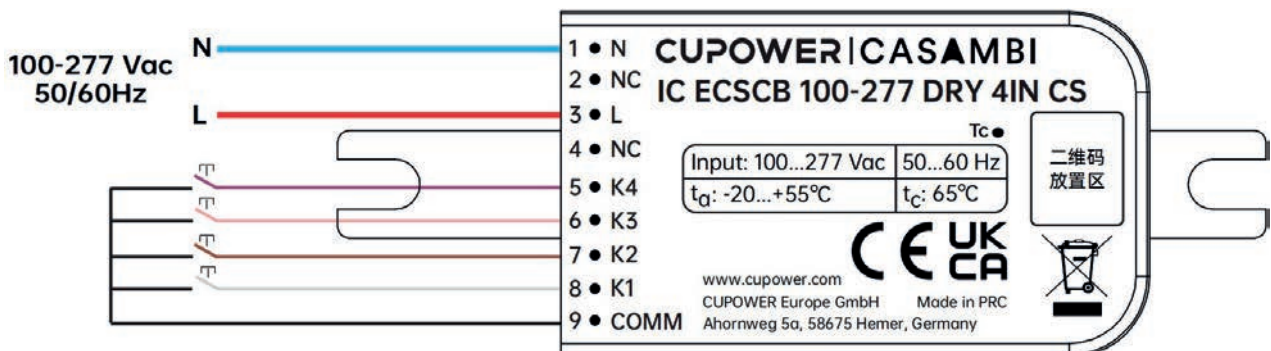 100-277 Vac
50/60Hz
N
L
1 • N
2 • NC
3 • L
4 • NC
5 • K4
6 • K3
7 • K2
8 • K1
9 • COMM
CUPOWER | CASAMBI
IC ECSCB 100-277 DRY 4IN CS
Tc •
Input: 100...277 Vac 50...60 Hz
ta: -20...+55℃ tc: 65℃
二维码
放置区
CE UK CA
www.cupower.com
CUPOWER Europe GmbH Made in PRC
Ahornweg 5a, 58675 Hemer, Germany